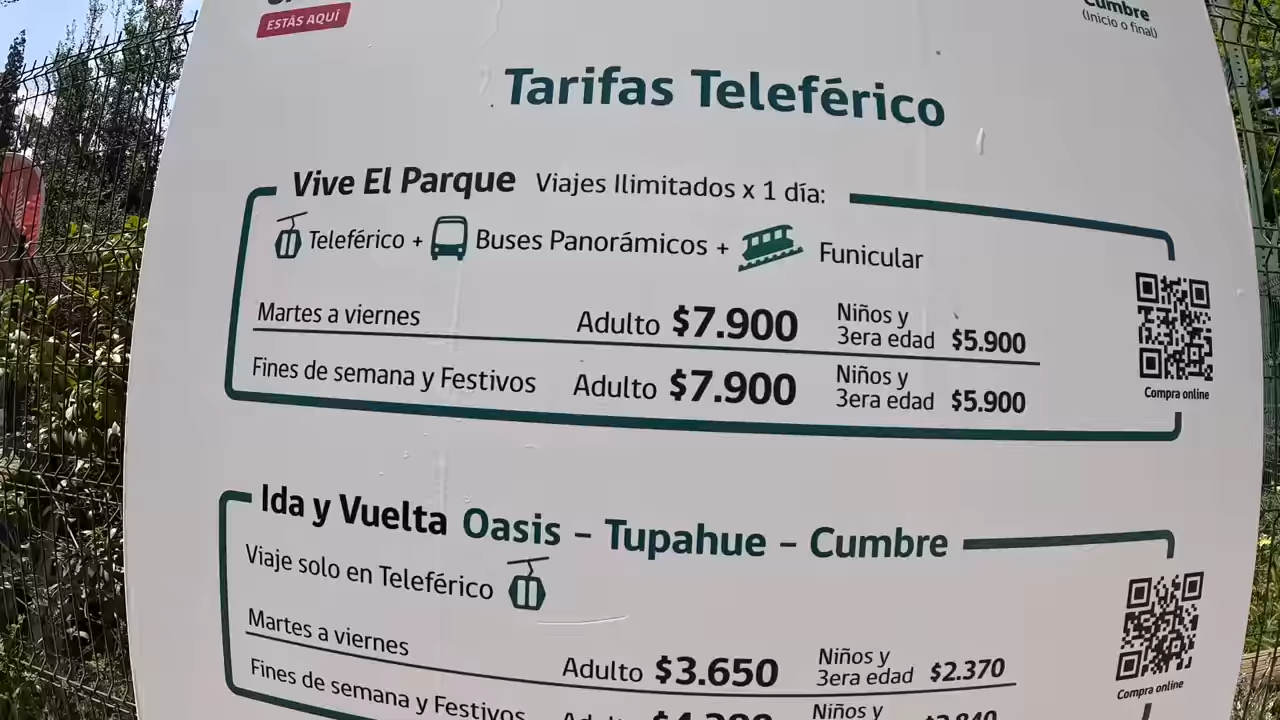 ESTÁS AQUÍ
Cumbre
(Inicio o final)
Tarifas Teleférico
Vive El Parque Viajes Ilimitados x 1 día:
Teleférico + Buses Panorámicos + Funicular
Martes a viernes Adulto $7.900 Niños y 3era edad $5.900
Fines de semana y Festivos Adulto $7.900 Niños y 3era edad $5.900
Compra online
Ida y Vuelta Oasis - Tupahue - Cumbre
Viaje solo en Teleférico
Martes a viernes Adulto $3.650 Niños y 3era edad $2.370
Compra online
Fines de semana y Festivos Adulto Niños y